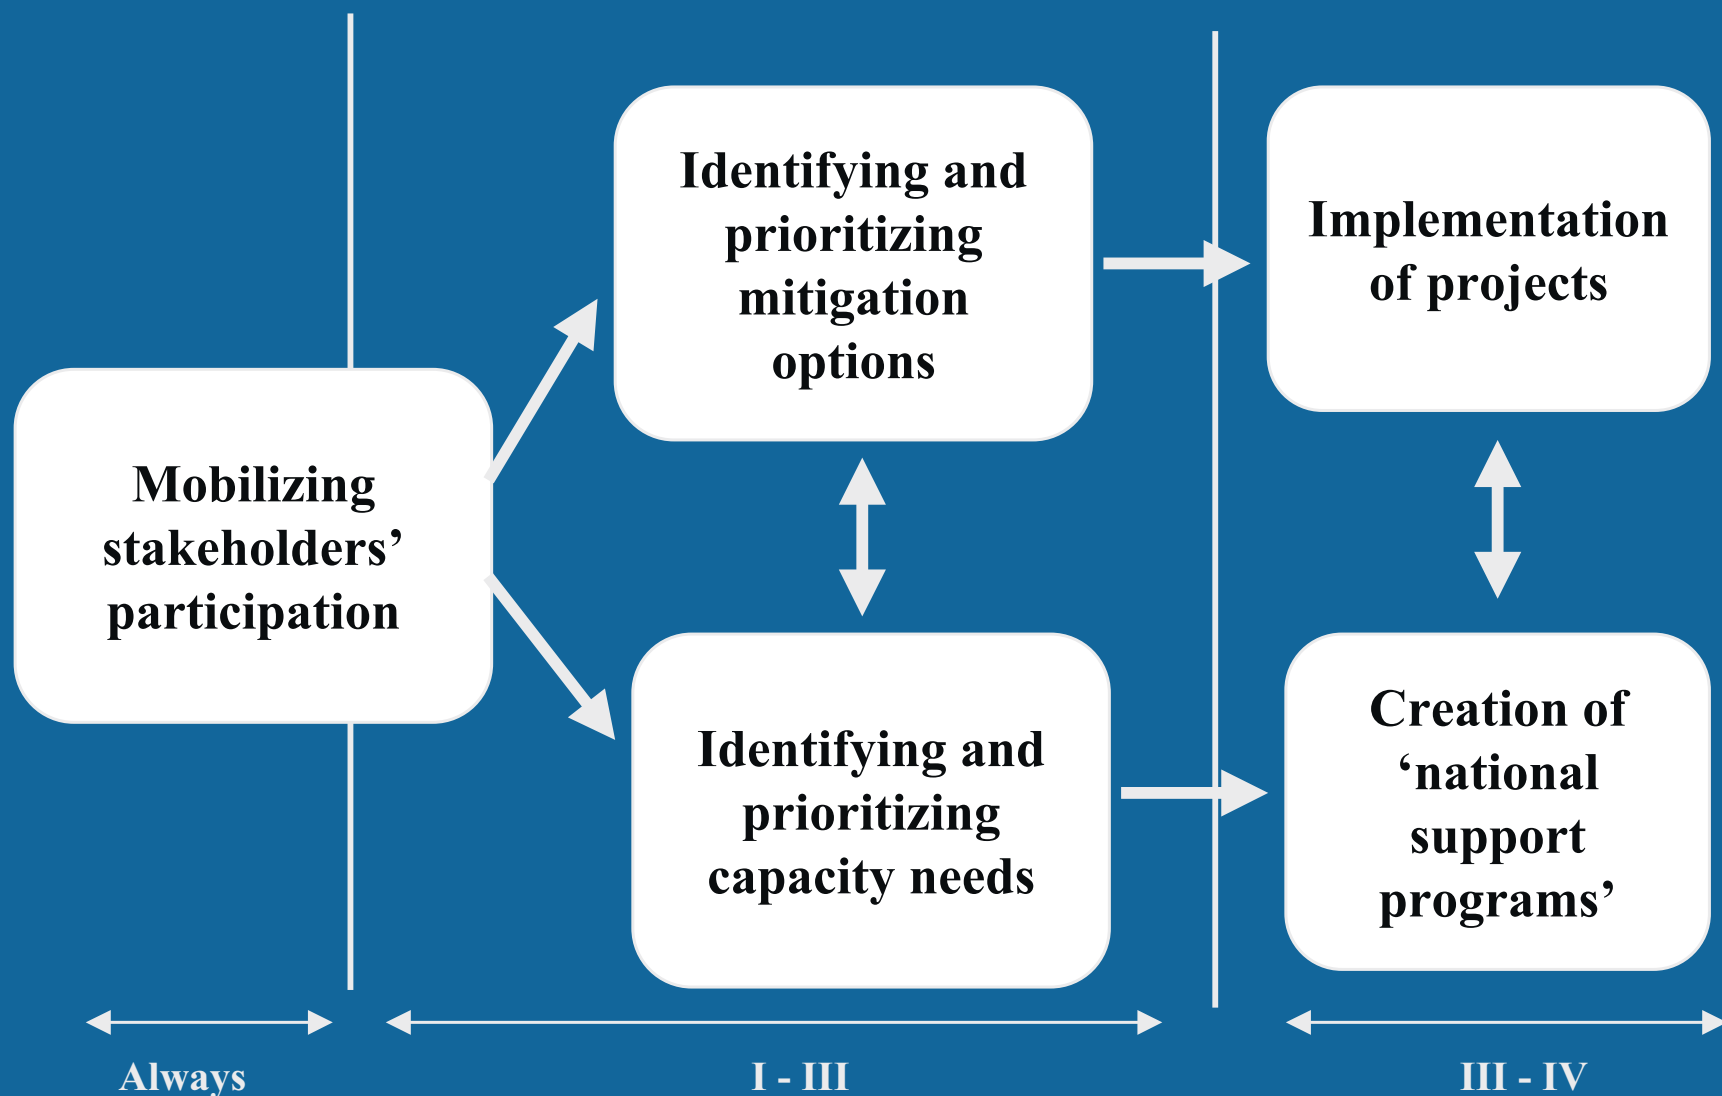 Mobilizing
stakeholders’
participation
Identifying and
prioritizing
mitigation
options
Identifying and
prioritizing
capacity needs
Implementation
of projects
Creation of
‘national
support
programs’
Always
I - III
III - IV